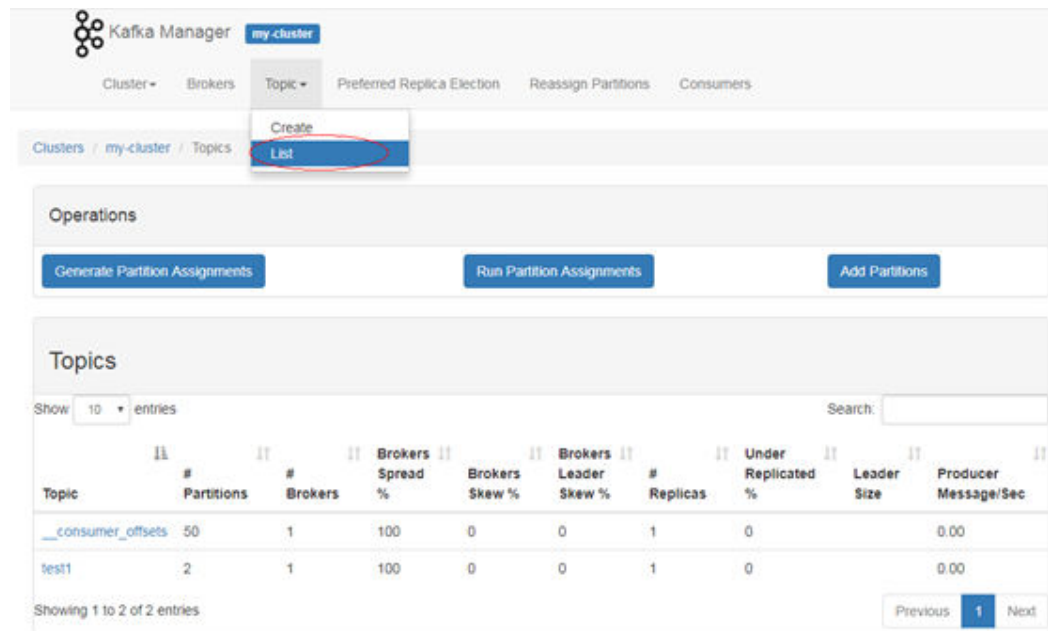 Kafka Manager my-cluster
Cluster Brokers Topic Preferred Replica Election Reassign Partitions Consumers
Create
List
Clusters / my-cluster / Topics
Operations
Generate Partition Assignments Run Partition Assignments Add Partitions
Topics
Show 10 entries Search:
Topic # Partitions # Brokers Brokers Spread % Brokers Skew % Brokers Leader Skew % # Replicas Under Replicated % Leader Size Producer Message/Sec
__consumer_offsets 50 1 100 0 0 1 0 0.00
test1 2 1 100 0 0 1 0 0.00
Showing 1 to 2 of 2 entries Previous 1 Next